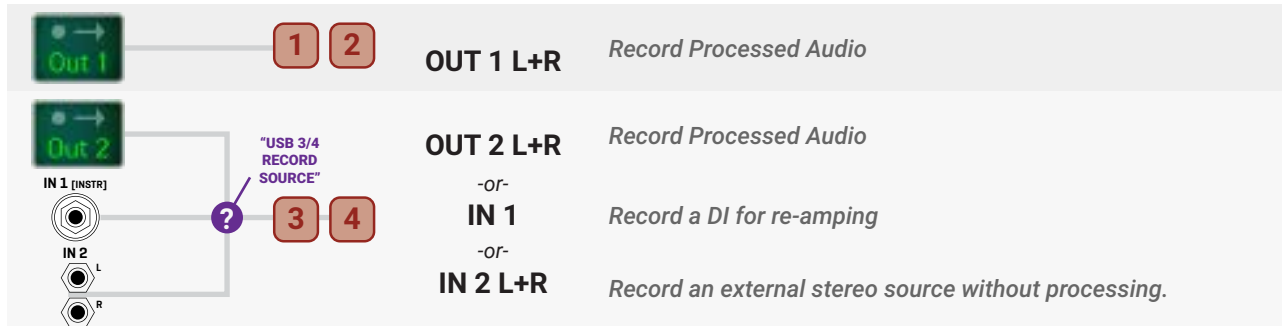 Out 1
1 2
OUT 1 L+R
Record Processed Audio
Out 2
"USB 3/4
RECORD
SOURCE"
OUT 2 L+R
Record Processed Audio
-or-
IN 1 [INSTR]
?
3 4
IN 1
Record a DI for re-amping
-or-
IN 2
L
R
IN 2 L+R
Record an external stereo source without processing.